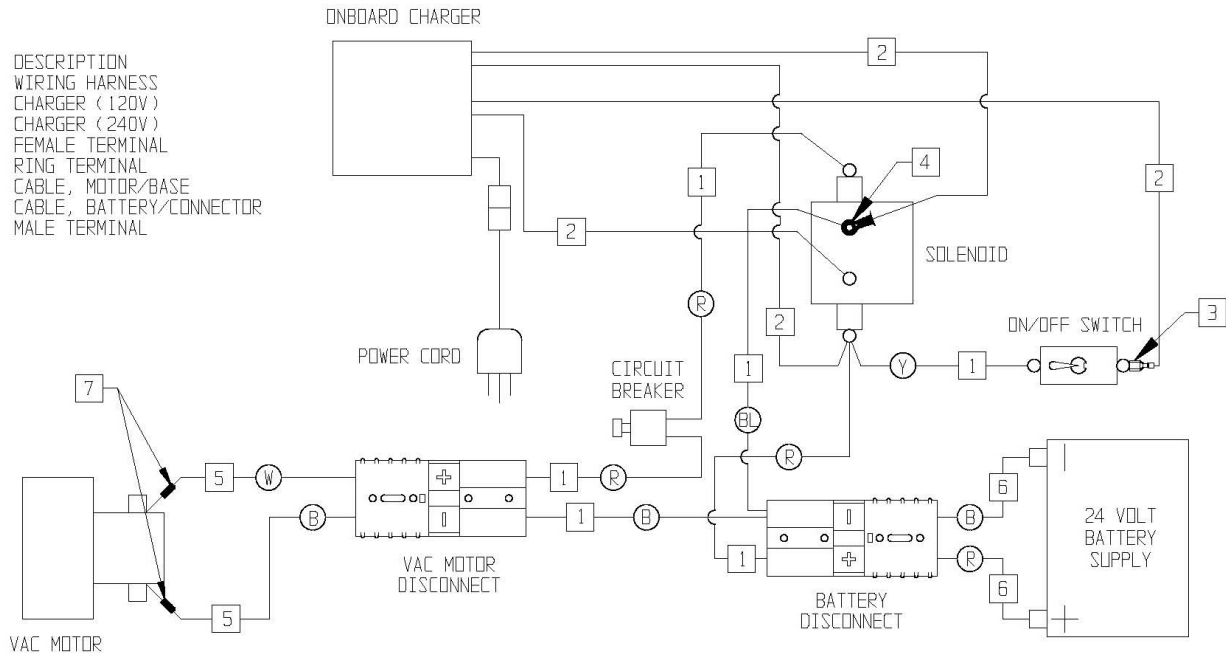 ONBOARD CHARGER
DESCRIPTION
WIRING HARNESS
CHARGER (120V)
CHARGER (240V)
FEMALE TERMINAL
RING TERMINAL
CABLE, MOTOR/BASE
CABLE, BATTERY/CONNECTOR
MALE TERMINAL
2
4
1
2
2
SOLENOID
R
2
ON/OFF SWITCH
3
POWER CORD
CIRCUIT
BREAKER
1
Y
1
BL
7
5
W
+
1
R
R
6
B
-
1
B
-
B
24 VOLT
BATTERY
SUPPLY
1
+
R
VAC MOTOR
DISCONNECT
6
BATTERY
DISCONNECT
5
+
VAC MOTOR